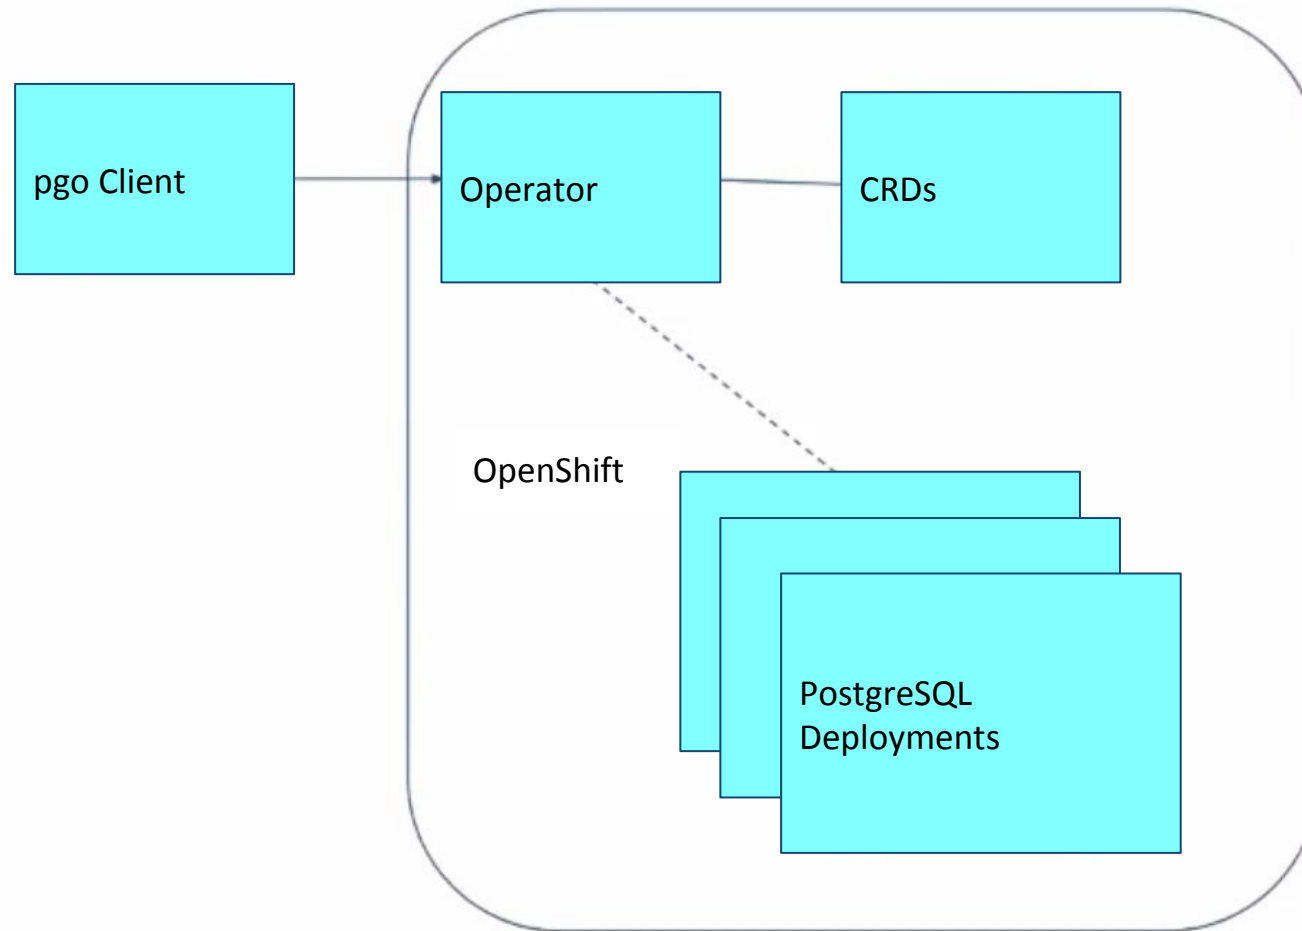 pgo Client
Operator
CRDs
OpenShift
PostgreSQL
Deployments